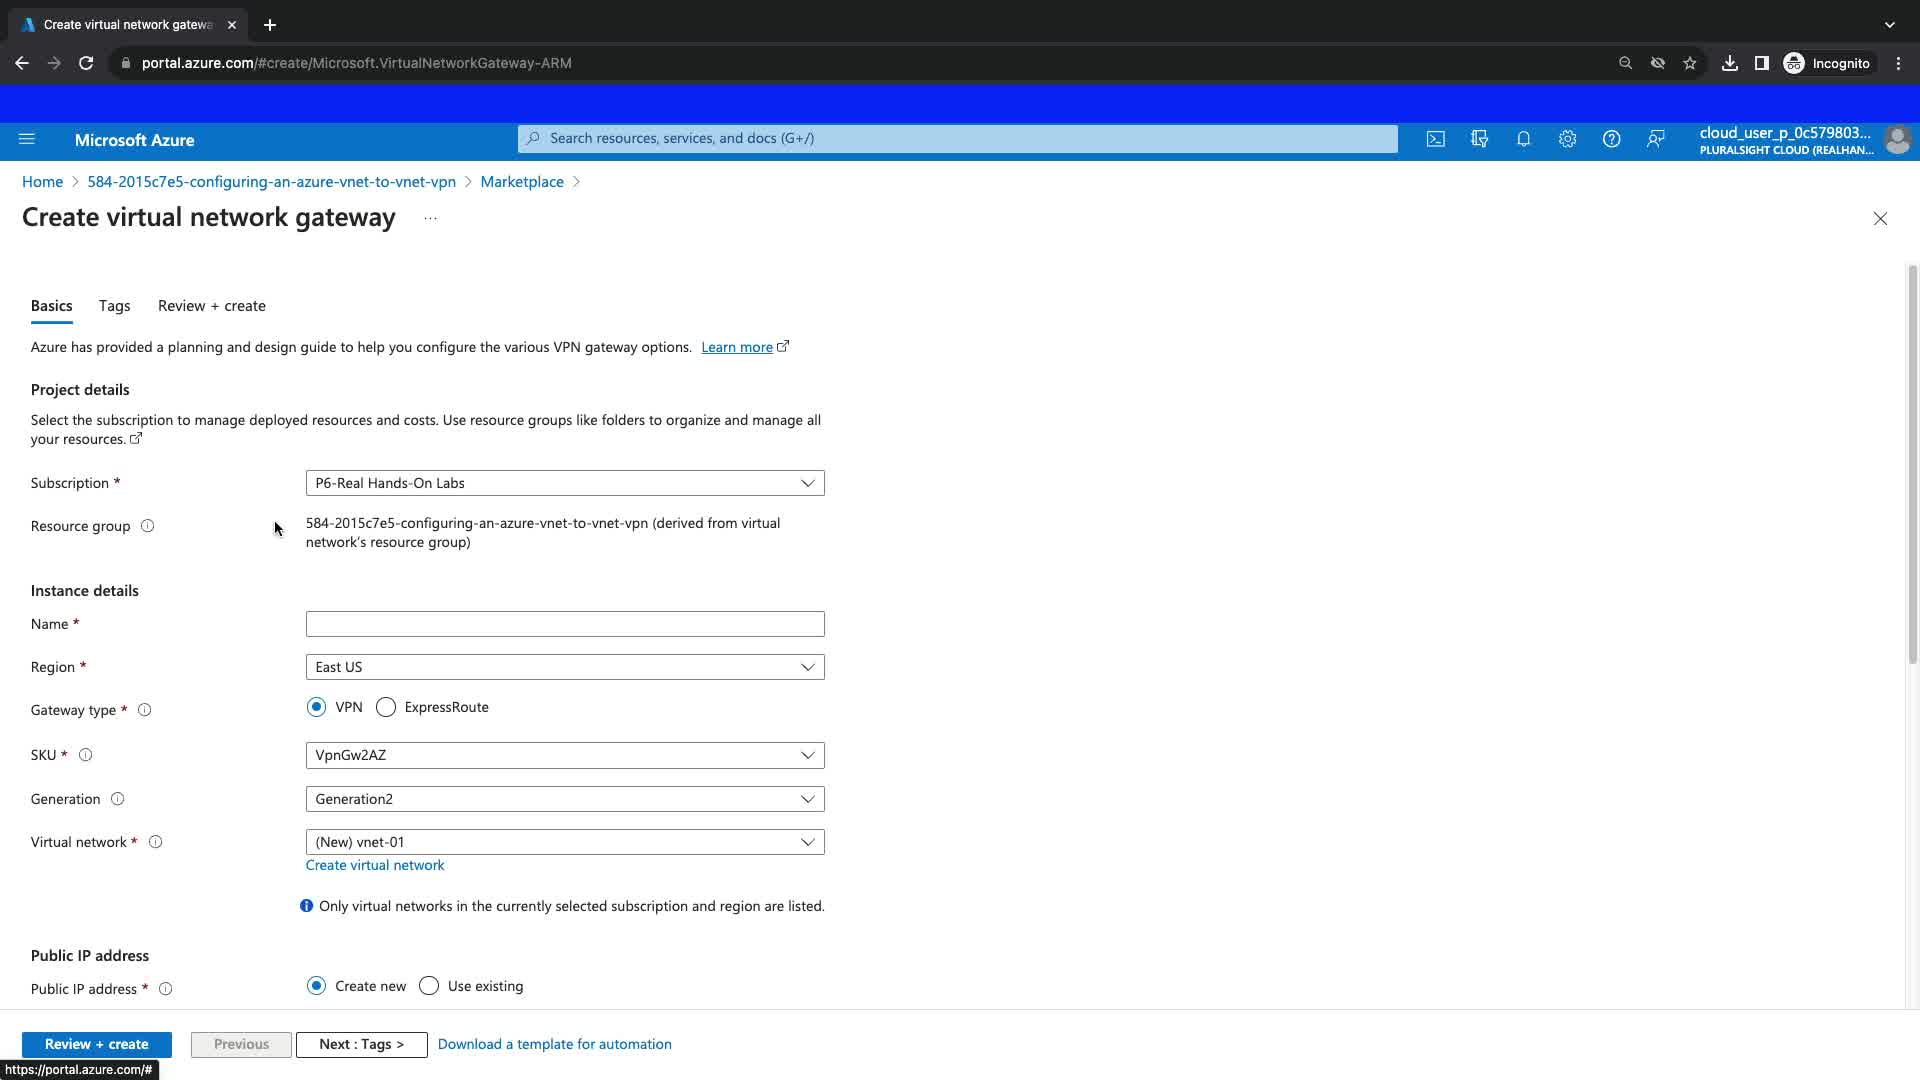 Create virtual network gatewa
portal.azure.com/#create/Microsoft.VirtualNetworkGateway-ARM
Incognito
Microsoft Azure
Search resources, services, and docs (G+/)
cloud_user_p_0c579803...
PLURALSIGHT CLOUD (REALHAN...
Home > 584-2015c7e5-configuring-an-azure-vnet-to-vnet-vpn > Marketplace >
Create virtual network gateway ...
Basics Tags Review + create
Azure has provided a planning and design guide to help you configure the various VPN gateway options. Learn more
Project details
Select the subscription to manage deployed resources and costs. Use resource groups like folders to organize and manage all
your resources.
Subscription * P6-Real Hands-On Labs
Resource group 584-2015c7e5-configuring-an-azure-vnet-to-vnet-vpn (derived from virtual
network's resource group)
Instance details
Name *
Region * East US
Gateway type * VPN ExpressRoute
SKU * VpnGw2AZ
Generation Generation2
Virtual network * (New) vnet-01
Create virtual network
Only virtual networks in the currently selected subscription and region are listed.
Public IP address
Public IP address * Create new Use existing
Review + create Previous Next : Tags > Download a template for automation
https://portal.azure.com/#